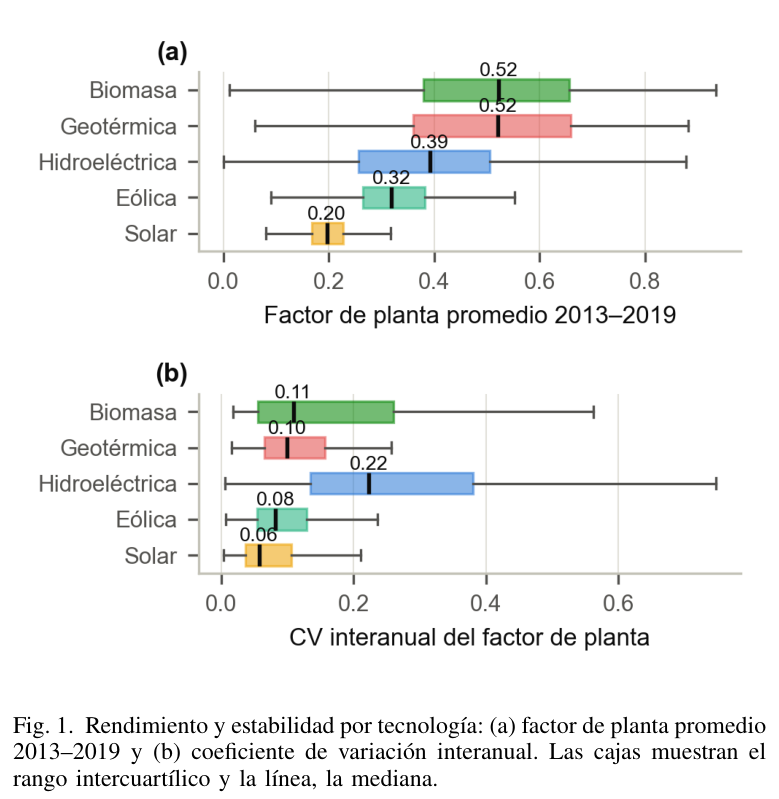 (a)
0.52
Biomasa
0.52
Geotérmica
0.39
Hidroeléctrica
0.32
Eólica
0.20
Solar
0.0 0.2 0.4 0.6 0.8
Factor de planta promedio 2013–2019
(b)
0.11
Biomasa
0.10
Geotérmica
0.22
Hidroeléctrica
0.08
Eólica
0.06
Solar
0.0 0.2 0.4 0.6
CV interanual del factor de planta
Fig. 1. Rendimiento y estabilidad por tecnología: (a) factor de planta promedio
2013–2019 y (b) coeficiente de variación interanual. Las cajas muestran el
rango intercuartílico y la línea, la mediana.